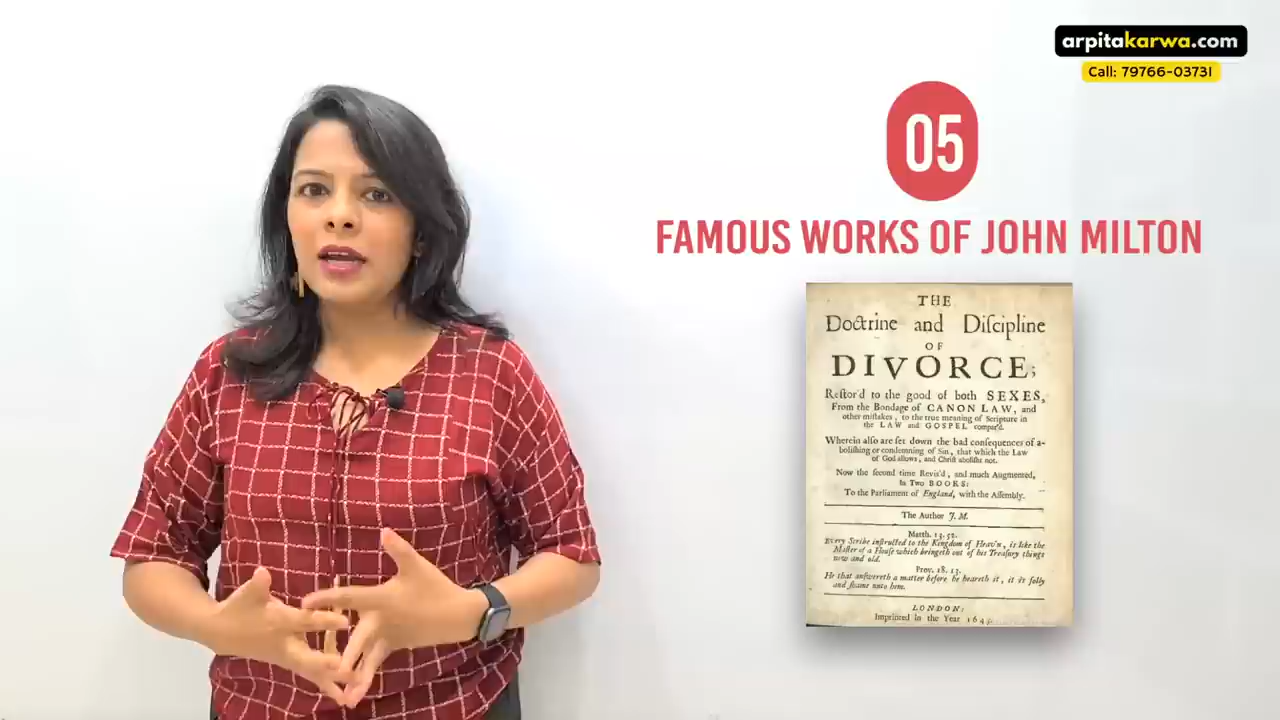 arpitakarwa.com
Call: 79766-03731
05
FAMOUS WORKS OF JOHN MILTON
THE
Doctrine and Diſcipline
OF
DIVORCE;
Reſtor'd to the good of both SEXES,
From the Bondage of CANON LAW, and
other miſtakes, to the true meaning of Scripture in
the LAW and GOSPEL compar'd.
Wherein alſo are ſet down the bad conſequences of a-
boliſhing or condemning of Sin, that which the Law
of God allows, and Chriſt aboliſht not.
Now the ſecond time Revis'd, and much Augmented,
In Two BOOKS:
To the Parliament of England, with the Aſſembly.
The Author J. M.
Matth. 13. 52.
Every Scribe inſtructed to the Kingdom of Heav'n, is like the
Maſter of a Houſe which bringeth out of his Treaſury things
new and old.
Prov. 18. 13.
He that anſwereth a matter before he heareth it, it is folly
and ſhame unto him.
LONDON:
Imprinted in the Year